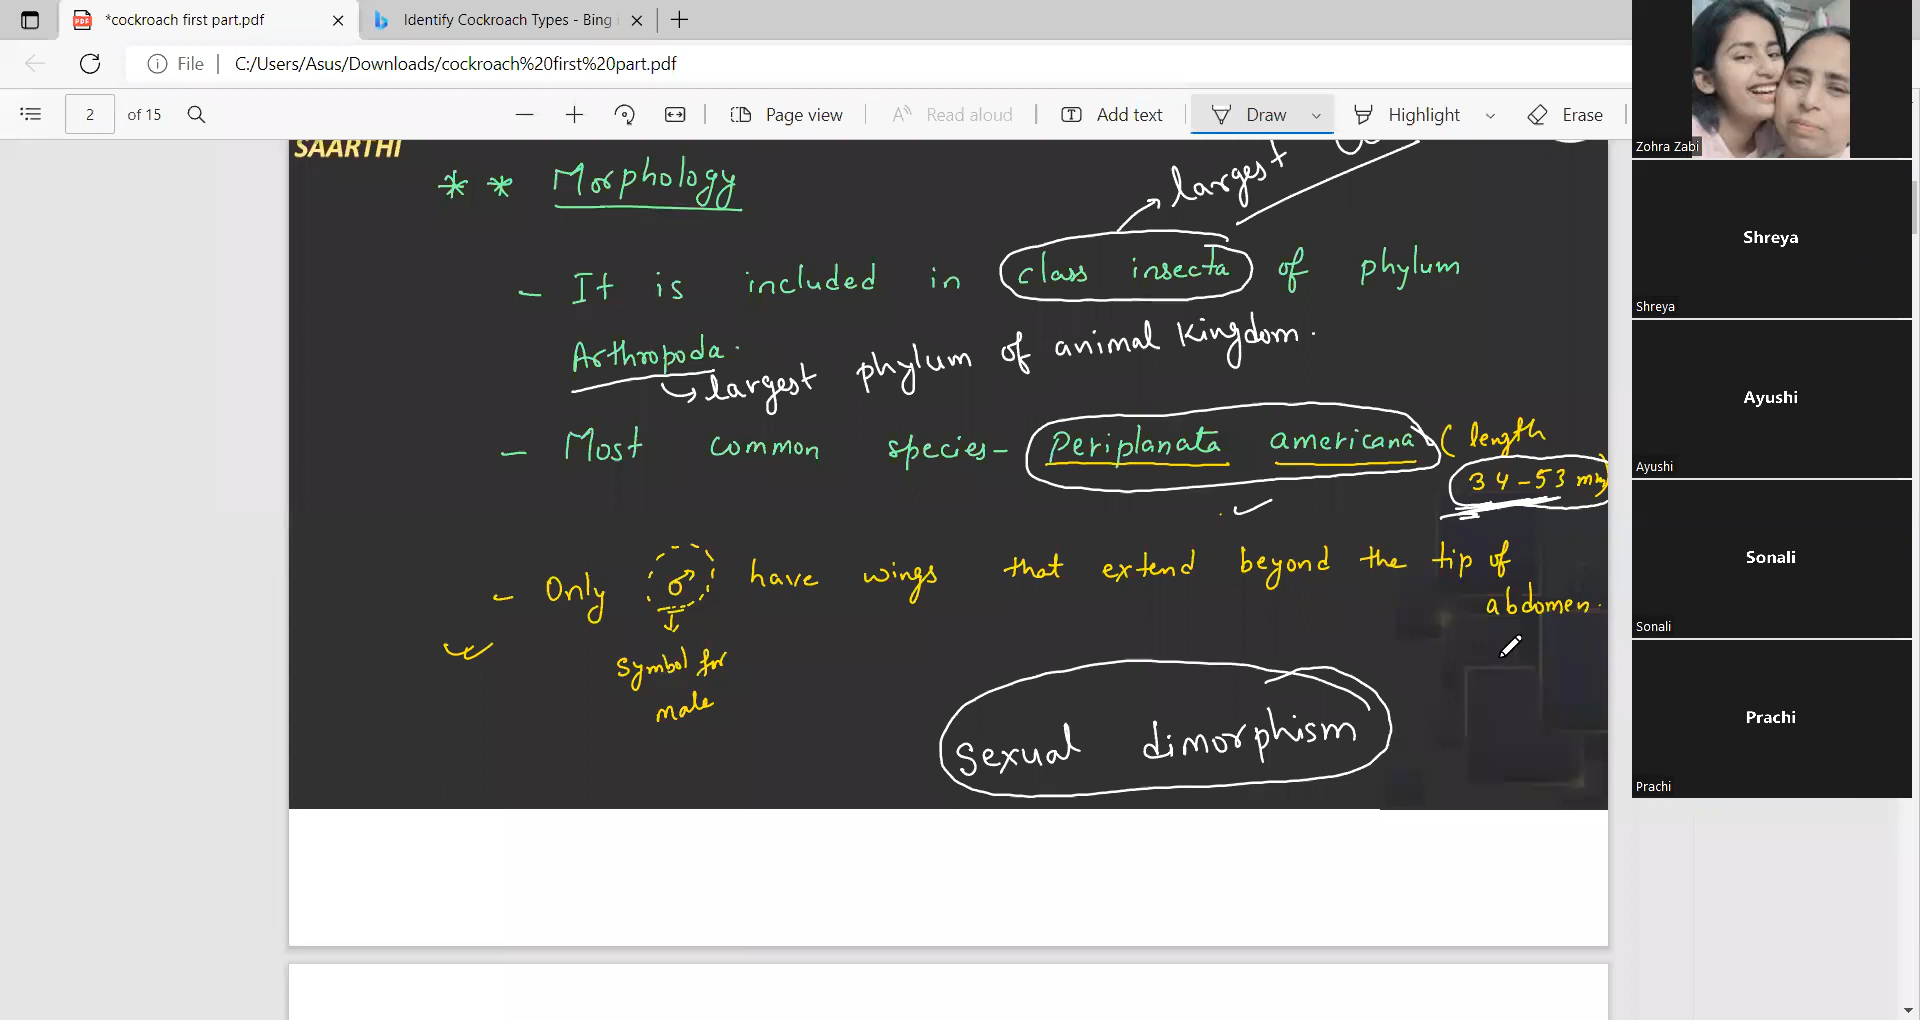 *cockroach first part.pdf
Identify Cockroach Types - Bing
File
C:/Users/Asus/Downloads/cockroach%20first%20part.pdf
2 of 15
Page view
Read aloud
Add text
Draw
Highlight
Erase
SAARTHI
** Morphology
largest
- It is included in class insecta of phylum
Arthropoda.
largest phylum of animal kingdom.
- Most common species- periplanata americana (length
34-53 mm)
- Only ♂ have wings that extend beyond the tip of
abdomen.
symbol for
male
sexual dimorphism
Zohra Zabi
Shreya
Shreya
Ayushi
Ayushi
Sonali
Sonali
Prachi
Prachi